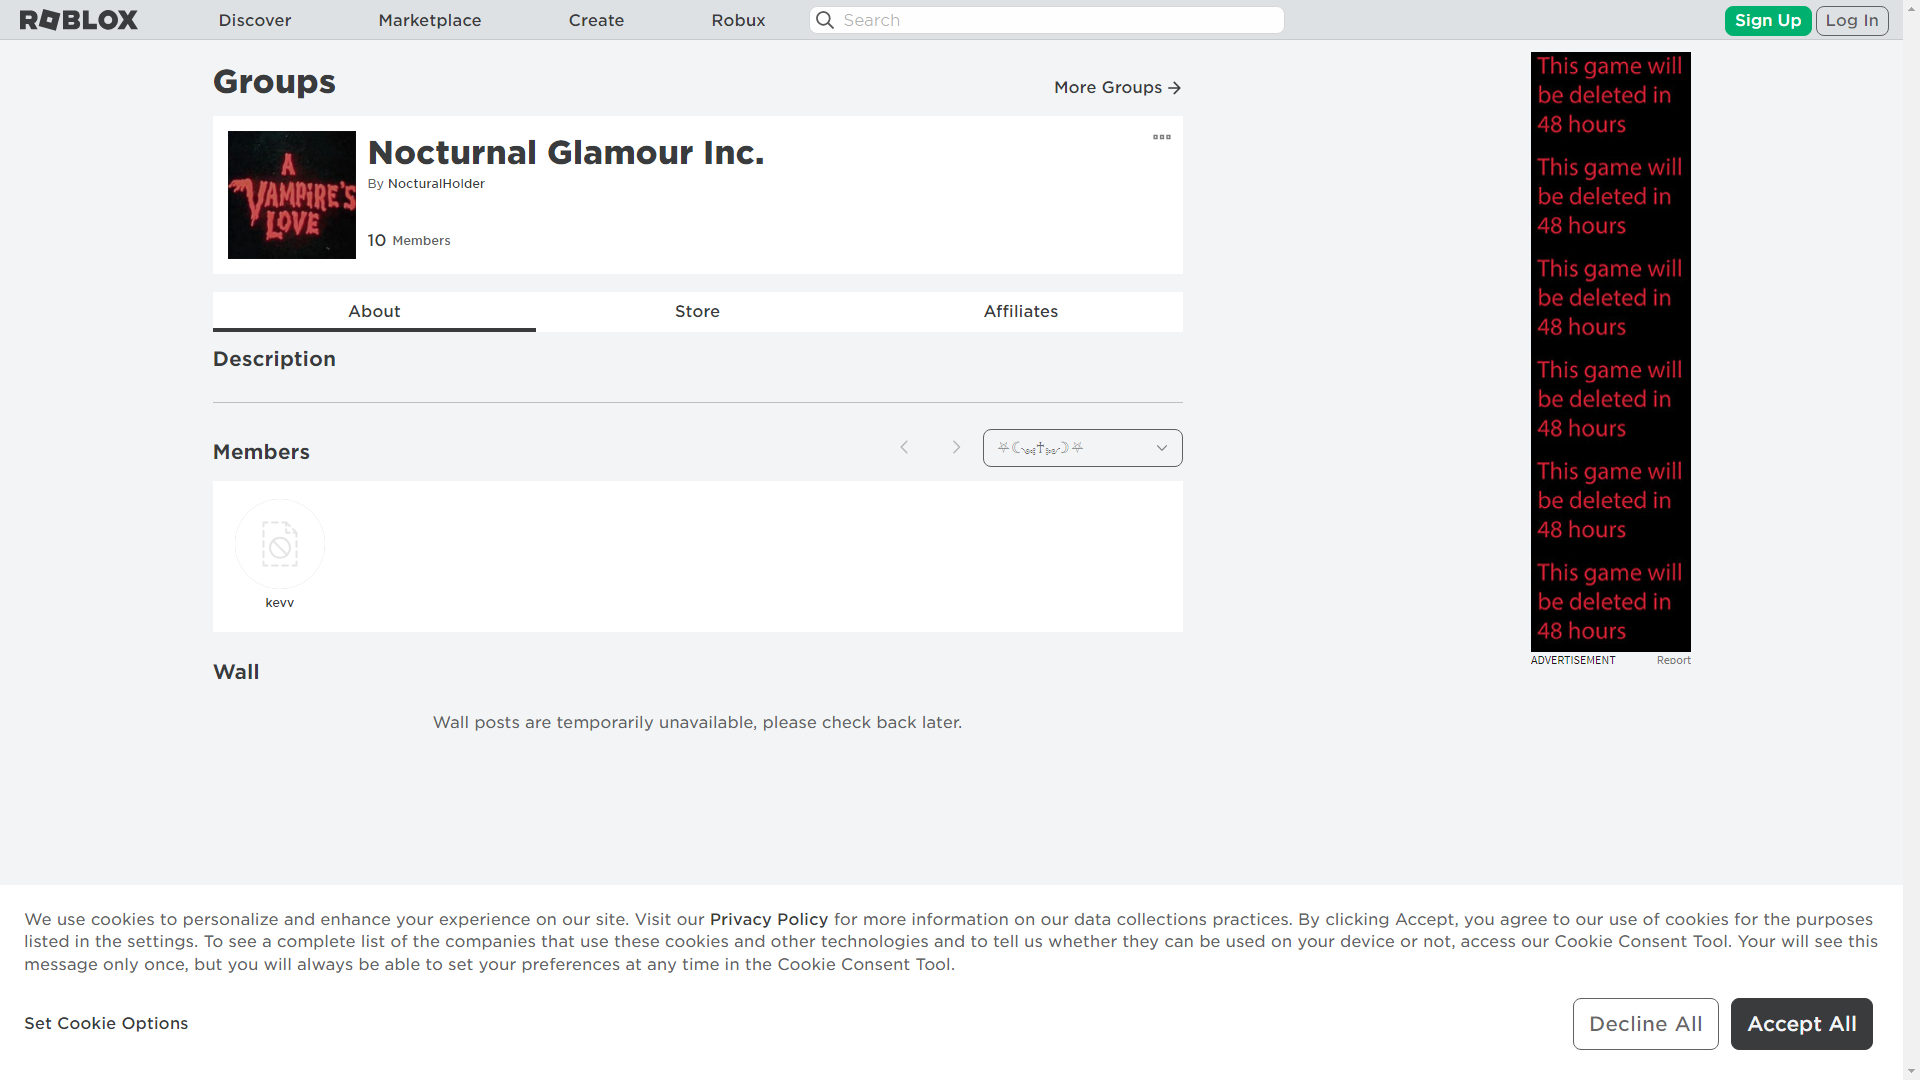 ROBLOX
Discover
Marketplace
Create
Robux
Search
Sign Up
Log In
Groups
More Groups
A
VAMPIRE'S
LOVE
Nocturnal Glamour Inc.
By NocturalHolder
10 Members
About
Store
Affiliates
Description
Members
kevv
Wall
Wall posts are temporarily unavailable, please check back later.
This game will
be deleted in
48 hours
This game will
be deleted in
48 hours
This game will
be deleted in
48 hours
This game will
be deleted in
48 hours
This game will
be deleted in
48 hours
This game will
be deleted in
48 hours
ADVERTISEMENT
Report
We use cookies to personalize and enhance your experience on our site. Visit our Privacy Policy for more information on our data collections practices. By clicking Accept, you agree to our use of cookies for the purposes
listed in the settings. To see a complete list of the companies that use these cookies and other technologies and to tell us whether they can be used on your device or not, access our Cookie Consent Tool. Your will see this
message only once, but you will always be able to set your preferences at any time in the Cookie Consent Tool.
Set Cookie Options
Decline All
Accept All